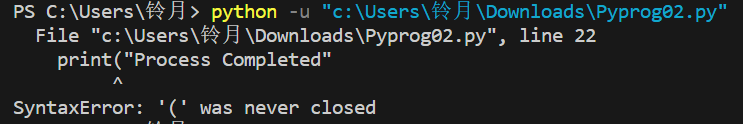 PS C:\Users\铃月> python -u "c:\Users\铃月\Downloads\Pyprog02.py"
  File "c:\Users\铃月\Downloads\Pyprog02.py", line 22
    print("Process Completed"
         ^
SyntaxError: '(' was never closed